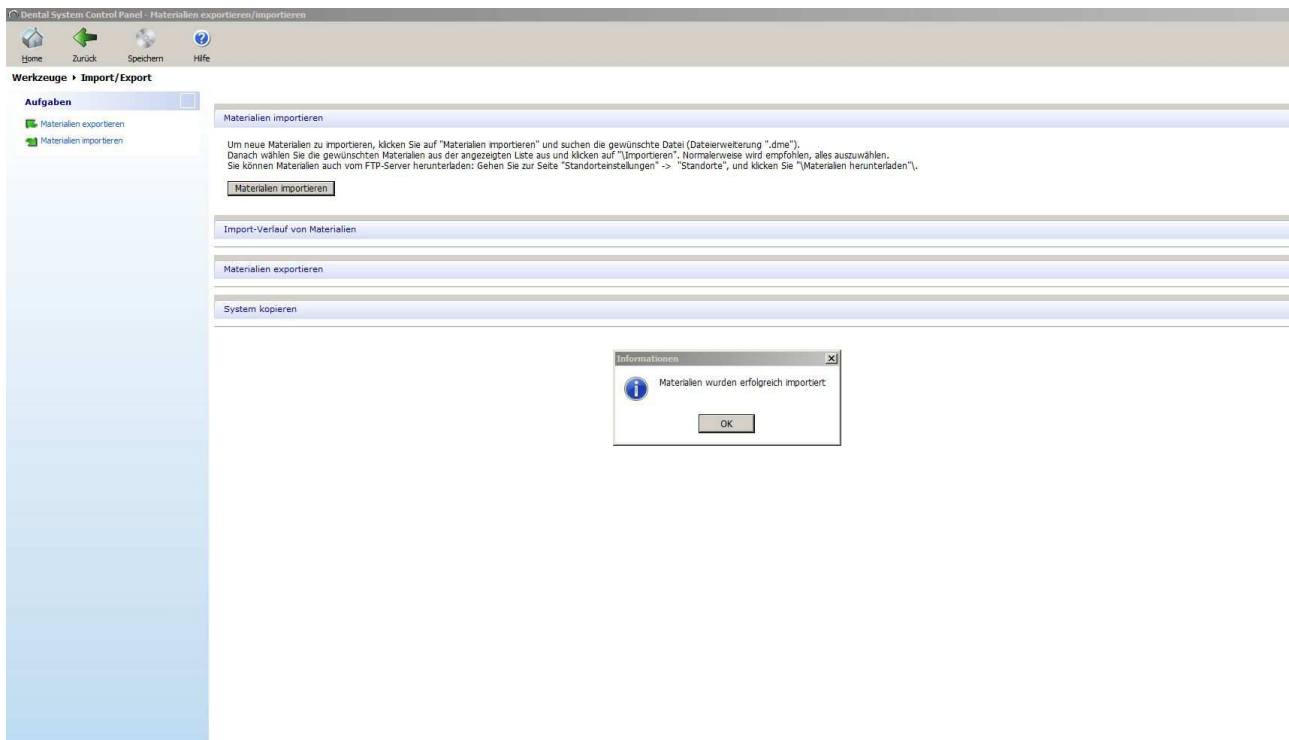 Dental System Control Panel - Materialien exportieren/importieren
Home Zurück Speichern Hilfe
Werkzeuge ▸ Import/Export
Aufgaben
Materialien exportieren
Materialien importieren
Materialien importieren
Um neue Materialien zu importieren, klicken Sie auf "Materialien importieren" und suchen die gewünschte Datei (Dateierweiterung ".dme").
Danach wählen Sie die gewünschten Materialien aus der angezeigten Liste aus und klicken auf "\Importieren". Normalerweise wird empfohlen, alles auszuwählen.
Sie können Materialien auch vom FTP-Server herunterladen: Gehen Sie zur Seite "Standorteinstellungen" -> "Standorte", und klicken Sie "\Materialien herunterladen"\.
Materialien importieren
Import-Verlauf von Materialien
Materialien exportieren
System kopieren
Informationen
Materialien wurden erfolgreich importiert
OK